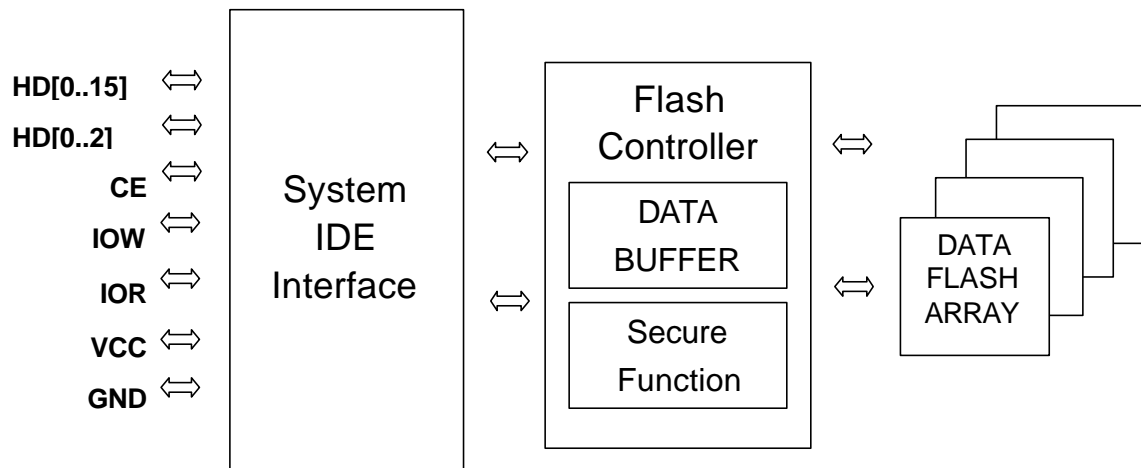 HD[0..15]
HD[0..2]
CE
IOW
IOR
VCC
GND
System
IDE
Interface
Flash
Controller
DATA
BUFFER
Secure
Function
DATA
FLASH
ARRAY